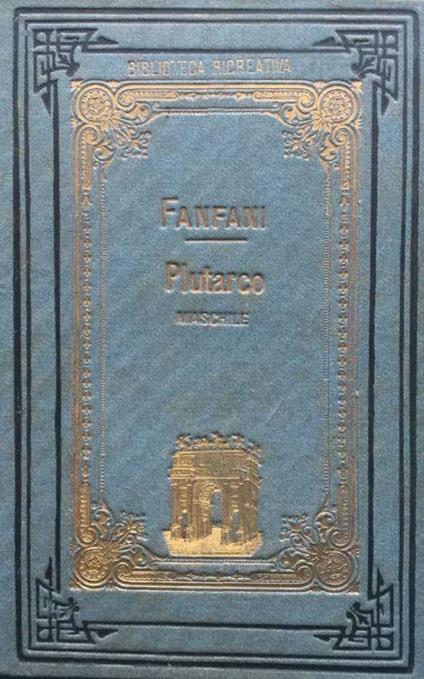 BIBLIOTECA RICREATIVA
FANFANI
Plutarco
MASCHILE